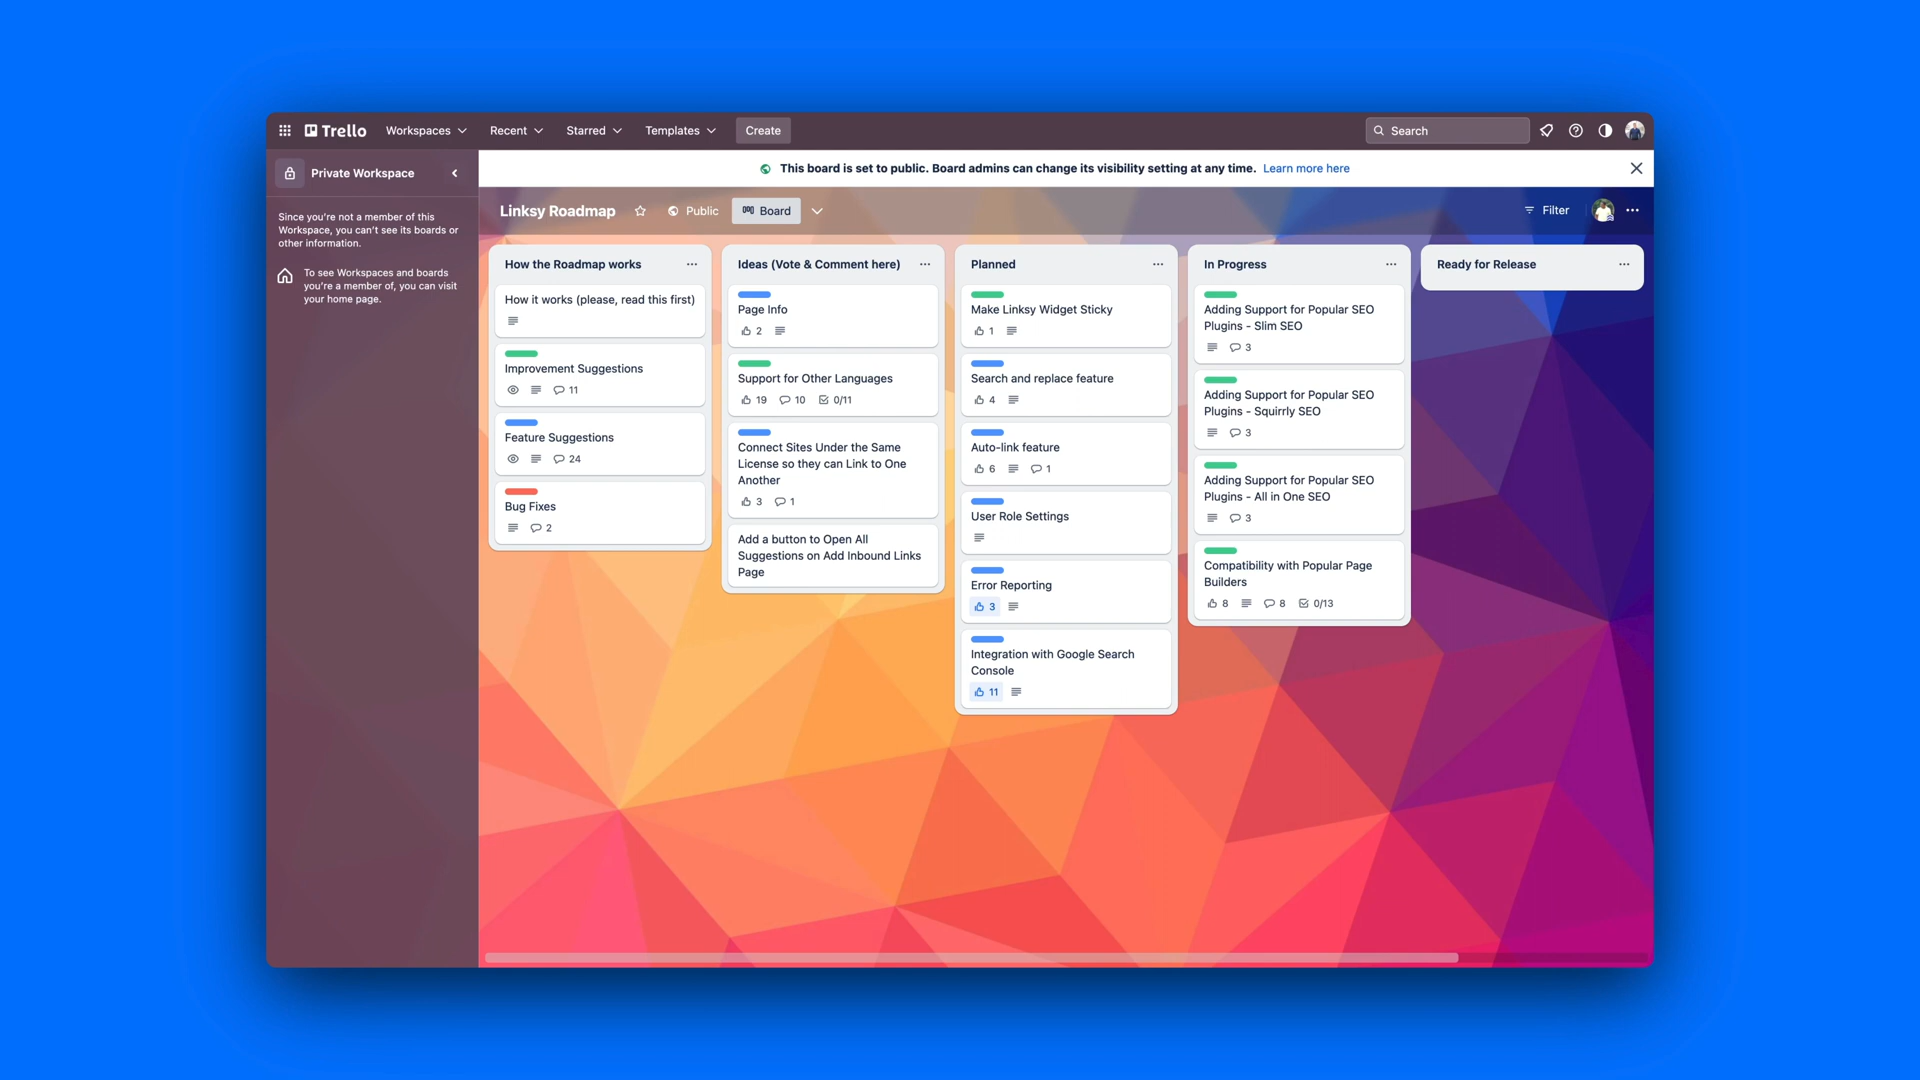 Trello Workspaces Recent Starred Templates Create Search
Private Workspace
Since you're not a member of this
Workspace, you can't see its boards or
other information.
To see Workspaces and boards
you're a member of, you can visit
your home page.
This board is set to public. Board admins can change its visibility setting at any time. Learn more here
Linksy Roadmap Public Board Filter
How the Roadmap works
How it works (please, read this first)
Improvement Suggestions
11
Feature Suggestions
24
Bug Fixes
2
Ideas (Vote & Comment here)
Page Info
2
Support for Other Languages
19 10 0/11
Connect Sites Under the Same
License so they can Link to One
Another
3 1
Add a button to Open All
Suggestions on Add Inbound Links
Page
Planned
Make Linksy Widget Sticky
1
Search and replace feature
4
Auto-link feature
6 1
User Role Settings
Error Reporting
3
Integration with Google Search
Console
11
In Progress
Adding Support for Popular SEO
Plugins - Slim SEO
3
Adding Support for Popular SEO
Plugins - Squirrly SEO
3
Adding Support for Popular SEO
Plugins - All in One SEO
3
Compatibility with Popular Page
Builders
8 8 0/13
Ready for Release